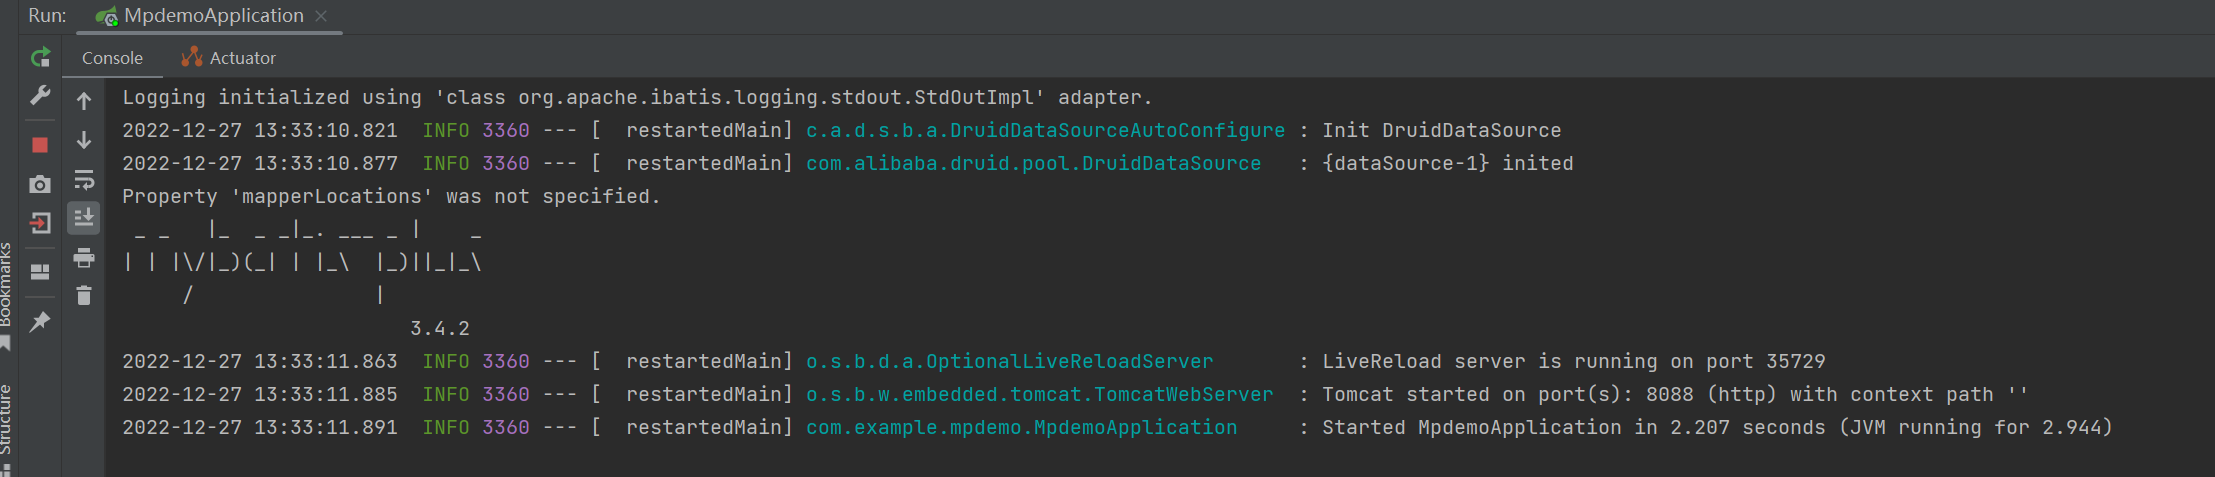 Run: MpdemoApplication
Console Actuator
Logging initialized using 'class org.apache.ibatis.logging.stdout.StdOutImpl' adapter.
2022-12-27 13:33:10.821  INFO 3360 --- [  restartedMain] c.a.d.s.b.a.DruidDataSourceAutoConfigure : Init DruidDataSource
2022-12-27 13:33:10.877  INFO 3360 --- [  restartedMain] com.alibaba.druid.pool.DruidDataSource   : {dataSource-1} inited
Property 'mapperLocations' was not specified.
 _ _   |_  _ _|_. ___ _ |    _
| | |\/|_)(_| | |_\  |_)||_|_\
     /               |
                        3.4.2
2022-12-27 13:33:11.863  INFO 3360 --- [  restartedMain] o.s.b.d.a.OptionalLiveReloadServer       : LiveReload server is running on port 35729
2022-12-27 13:33:11.885  INFO 3360 --- [  restartedMain] o.s.b.w.embedded.tomcat.TomcatWebServer  : Tomcat started on port(s): 8088 (http) with context path ''
2022-12-27 13:33:11.891  INFO 3360 --- [  restartedMain] com.example.mpdemo.MpdemoApplication     : Started MpdemoApplication in 2.207 seconds (JVM running for 2.944)
Bookmarks
Structure